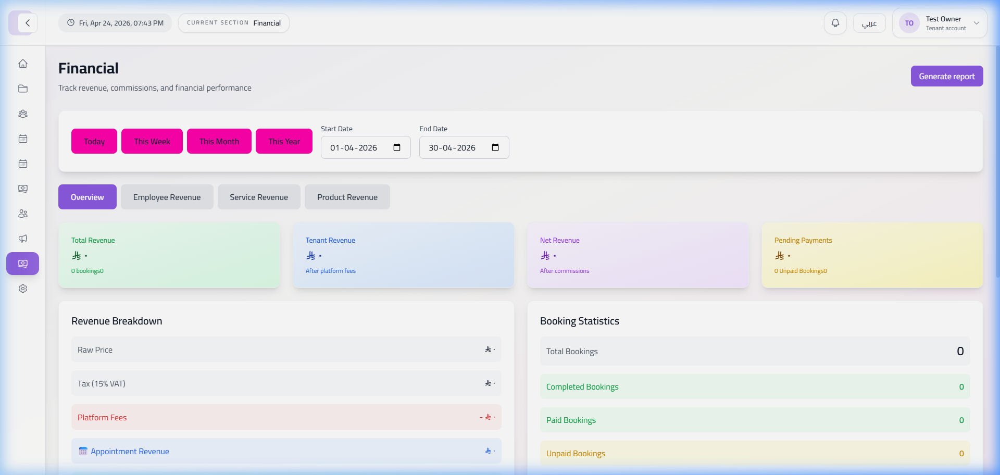 Fri, Apr 24, 2026, 07:43 PM
CURRENT SECTION Financial
عربي
TO
Test Owner
Tenant account
Financial
Track revenue, commissions, and financial performance
Generate report
Today
This Week
This Month
This Year
Start Date
01-04-2026
End Date
30-04-2026
Overview
Employee Revenue
Service Revenue
Product Revenue
Total Revenue
⃁ ٠
0 bookings0
Tenant Revenue
⃁ ٠
After platform fees
Net Revenue
⃁ ٠
After commissions
Pending Payments
⃁ ٠
0 Unpaid Bookings0
Revenue Breakdown
Raw Price ⃁ ٠
Tax (15% VAT) ⃁ ٠
Platform Fees - ⃁ ٠
Appointment Revenue ⃁ ٠
Booking Statistics
Total Bookings 0
Completed Bookings 0
Paid Bookings 0
Unpaid Bookings 0